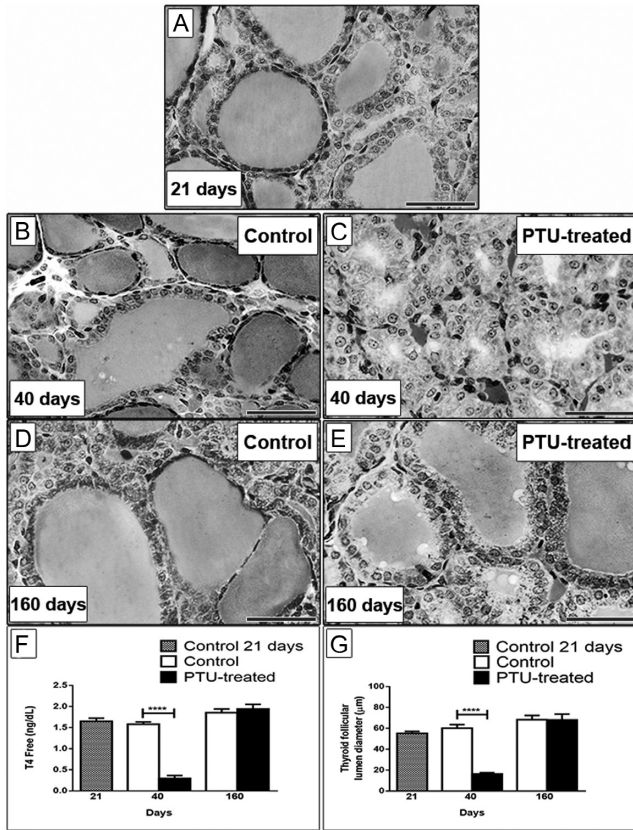 A
21 days
B
Control
40 days
C
PTU-treated
40 days
D
Control
160 days
E
PTU-treated
160 days
F
Control 21 days
Control
PTU-treated
T4 Free (ng/dL)
2.5
2.0
1.5
1.0
0.5
0.0
****
21
40
160
Days
G
Control 21 days
Control
PTU-treated
Thyroid follicular
lumen diameter (µm)
100
80
60
40
20
0
****
21
40
160
Days